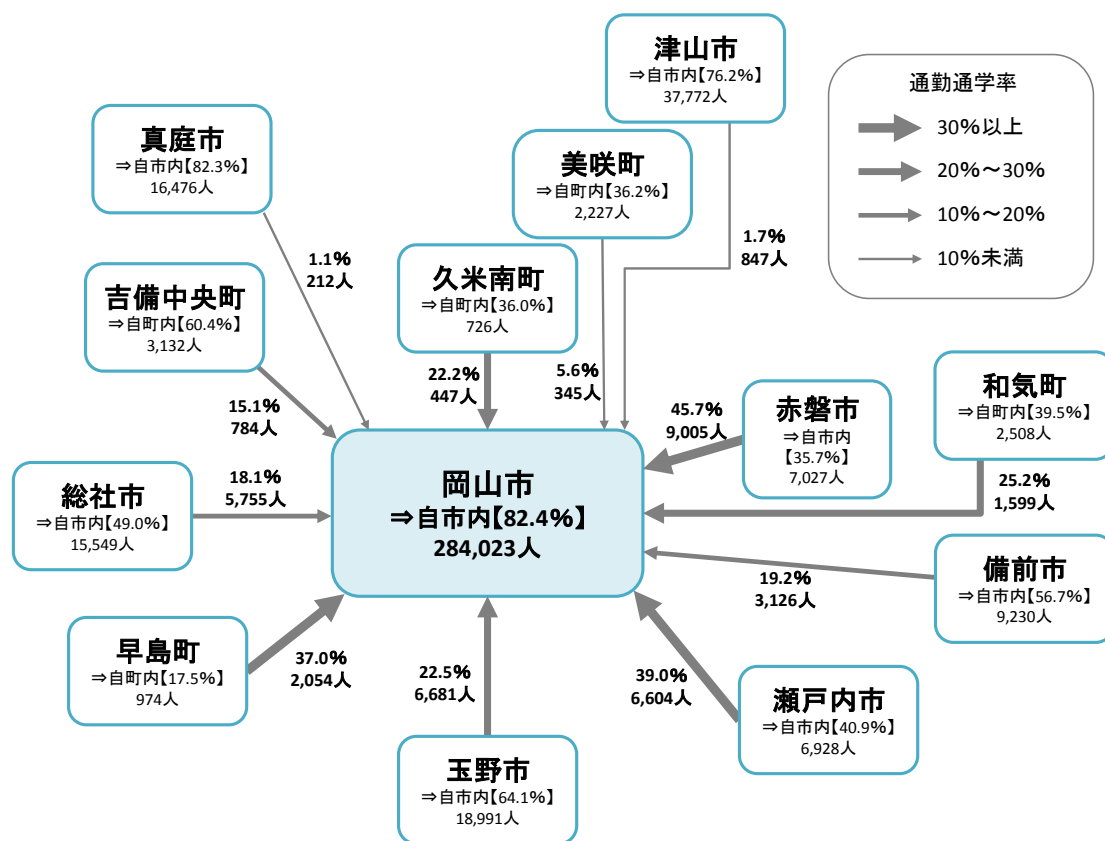 津山市
⇒自市内【76.2%】
37,772人
通勤通学率
30%以上
20%～30%
10%～20%
10%未満
真庭市
⇒自市内【82.3%】
16,476人
美咲町
⇒自町内【36.2%】
2,227人
1.1%
212人
1.7%
847人
久米南町
⇒自町内【36.0%】
726人
吉備中央町
⇒自町内【60.4%】
3,132人
22.2%
447人
5.6%
345人
15.1%
784人
45.7%
9,005人
赤磐市
⇒自市内
【35.7%】
7,027人
和気町
⇒自町内【39.5%】
2,508人
25.2%
1,599人
総社市
⇒自市内【49.0%】
15,549人
18.1%
5,755人
岡山市
⇒自市内【82.4%】
284,023人
19.2%
3,126人
備前市
⇒自市内【56.7%】
9,230人
早島町
⇒自町内【17.5%】
974人
37.0%
2,054人
22.5%
6,681人
39.0%
6,604人
瀬戸内市
⇒自市内【40.9%】
6,928人
玉野市
⇒自市内【64.1%】
18,991人